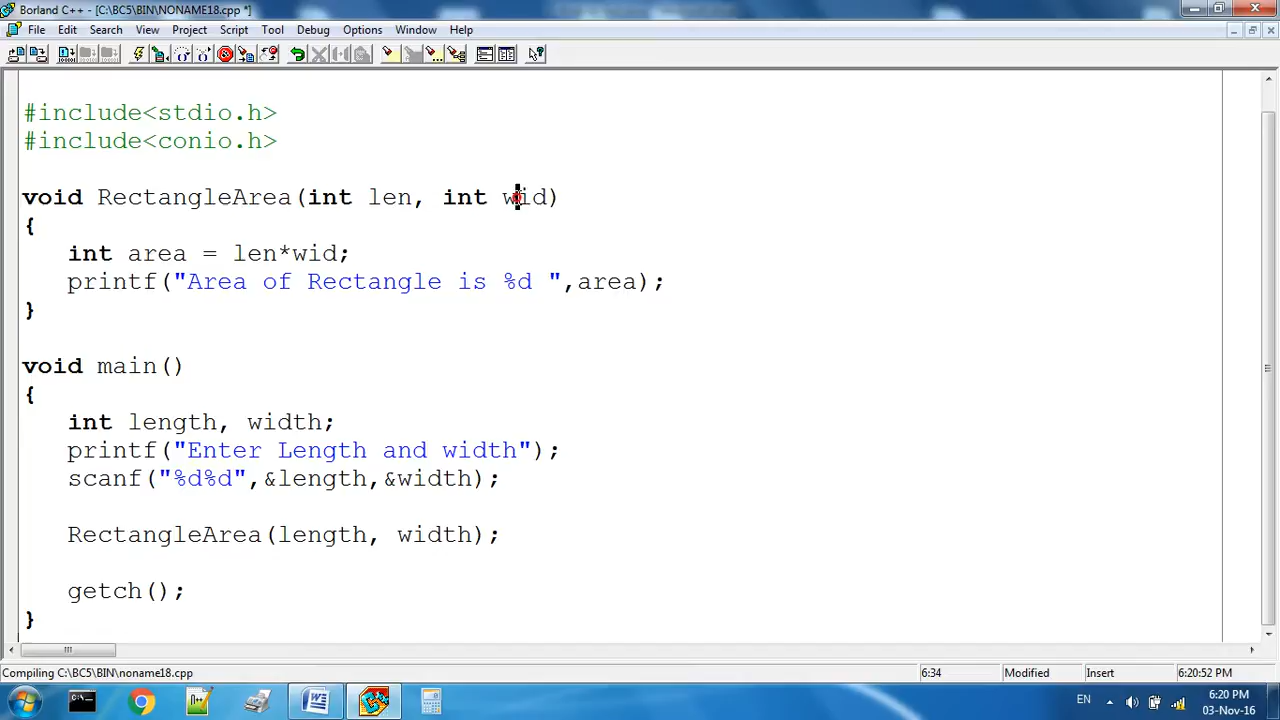 Borland C++ - [C:\BC5\BIN\NONAME18.cpp *]
File Edit Search View Project Script Tool Debug Options Window Help
#include<stdio.h>
#include<conio.h>
void RectangleArea(int len, int wid)
{
int area = len*wid;
printf("Area of Rectangle is %d ",area);
}
void main()
{
int length, width;
printf("Enter Length and width");
scanf("%d%d",&length,&width);
RectangleArea(length, width);
getch();
}
Compiling C:\BC5\BIN\noname18.cpp 6:34 Modified Insert 6:20:52 PM
EN 6:20 PM
03-Nov-16